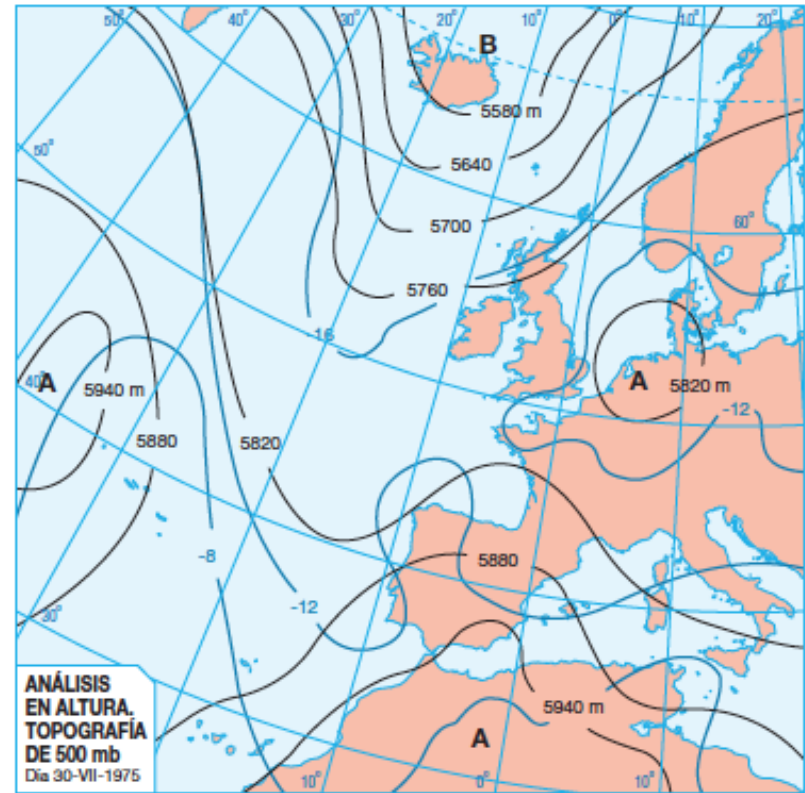 50° 40° 30° 20° 10° 0° 10° 20°
B
5580 m
50°
5640
60°
5700
5760
-16
40° A
5940 m
A 5820 m
-12
5880
5820
-8
5880
-12
30°
5940 m
A
10° 0° 10°
ANÁLISIS
EN ALTURA.
TOPOGRAFÍA
DE 500 mb
Día 30-VII-1975